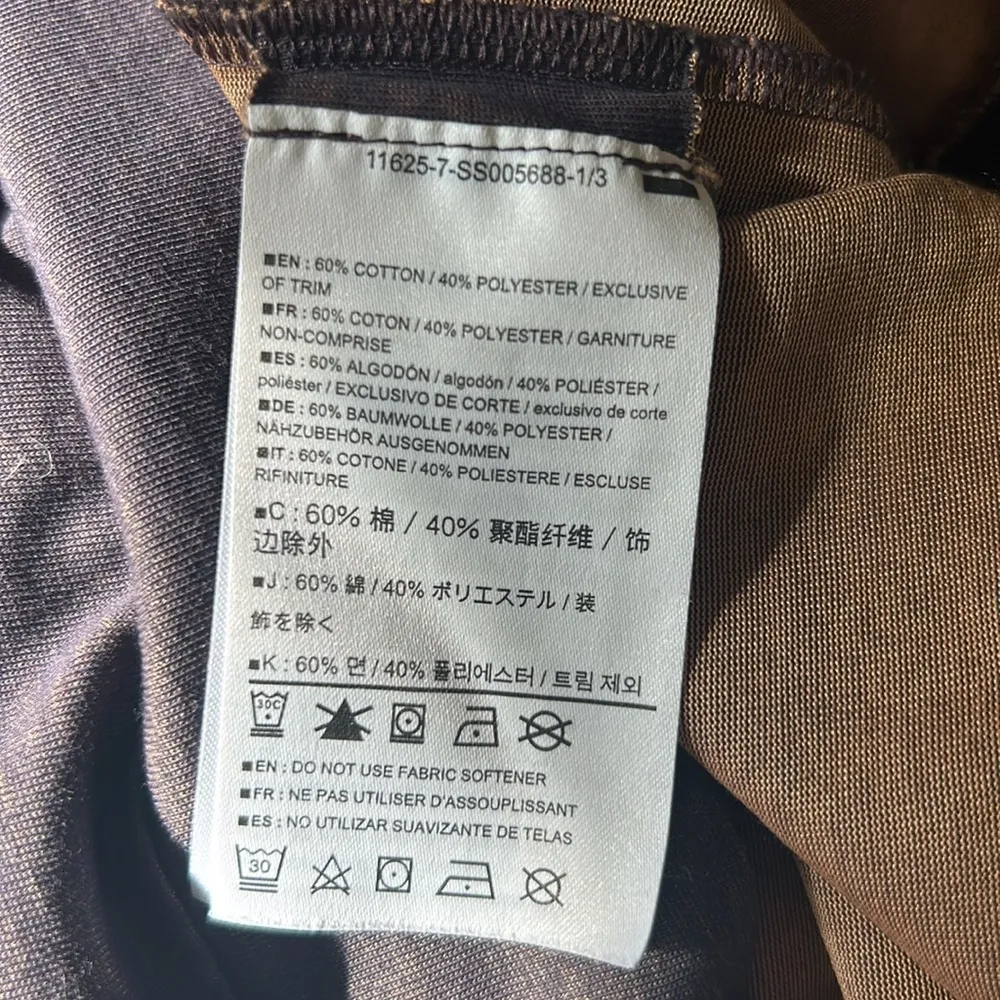 11625-7-SS005688-1/3
■EN : 60% COTTON / 40% POLYESTER / EXCLUSIVE
OF TRIM
■FR : 60% COTON / 40% POLYESTER / GARNITURE
NON-COMPRISE
■ES : 60% ALGODÓN / algodón / 40% POLIÉSTER /
poliéster / EXCLUSIVO DE CORTE / exclusivo de corte
■DE : 60% BAUMWOLLE / 40% POLYESTER /
NÄHZUBEHÖR AUSGENOMMEN
■IT : 60% COTONE / 40% POLIESTERE / ESCLUSE
RIFINITURE
■C : 60% 棉 / 40% 聚酯纤维 / 饰
边除外
■J : 60% 綿 / 40% ポリエステル / 装
飾を除く
■K : 60% 면 / 40% 폴리에스터 / 트림 제외
30C
■EN : DO NOT USE FABRIC SOFTENER
■FR : NE PAS UTILISER D'ASSOUPLISSANT
■ES : NO UTILIZAR SUAVIZANTE DE TELAS
30